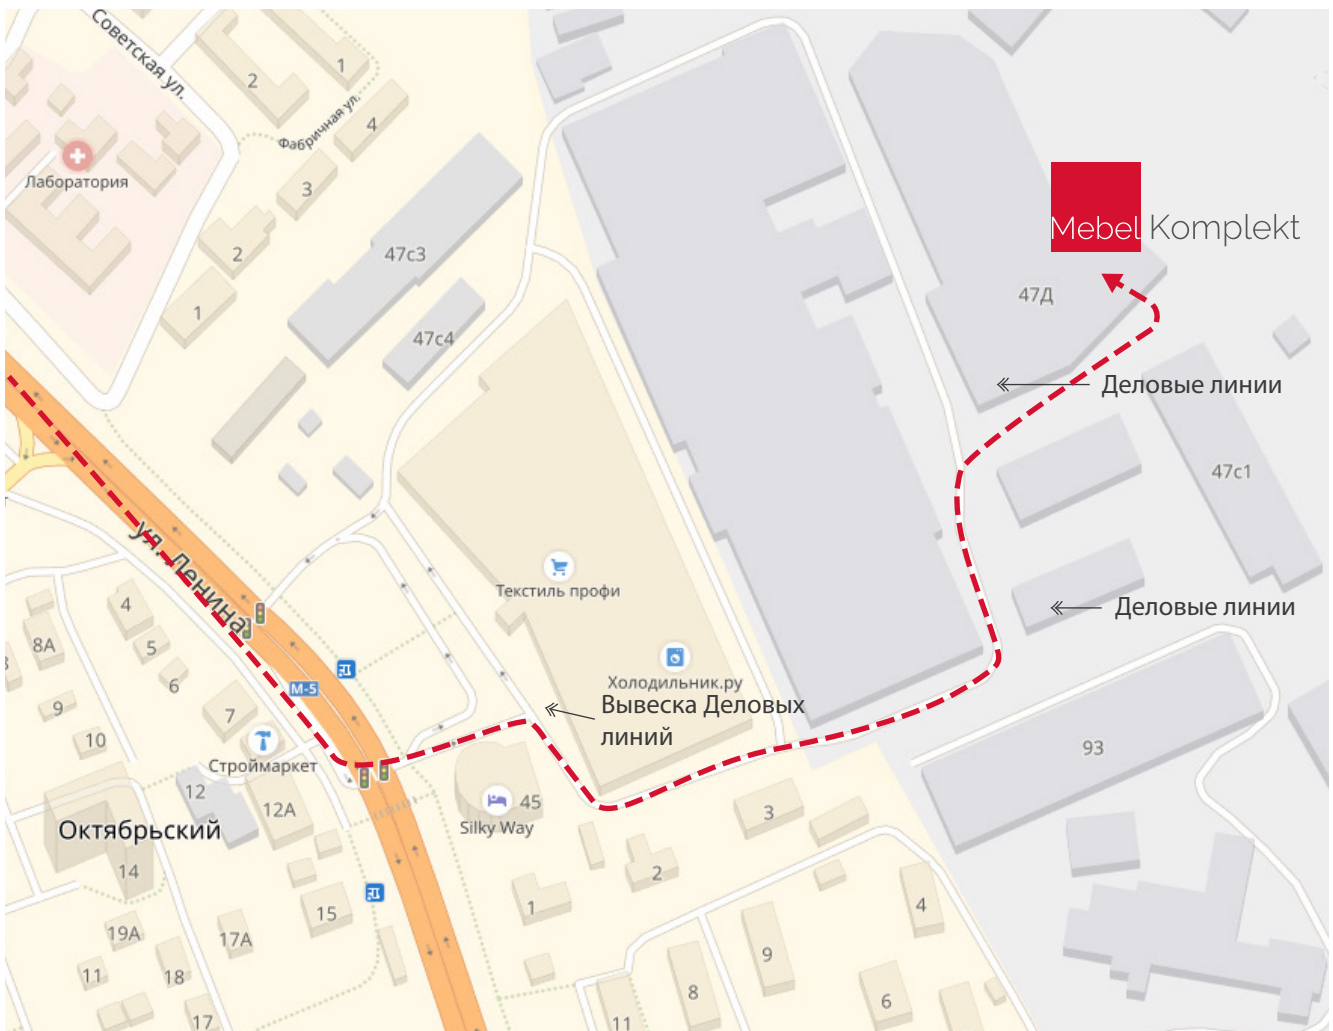 Советская ул.
2
1
Фабричная ул.
4
Лаборатория
3
2
1
47с3
47с4
Mebel Komplekt
47Д
Деловые линии
47с1
ул. Ленина
Текстиль профи
Деловые линии
4
8А
5
6
9
7
10
М-5
Холодильник.ру
Вывеска Деловых
линий
Строймаркет
93
12
12А
45
Silky Way
3
Октябрьский
14
2
1
15
4
19А
17А
9
11
18
8
6
17
11